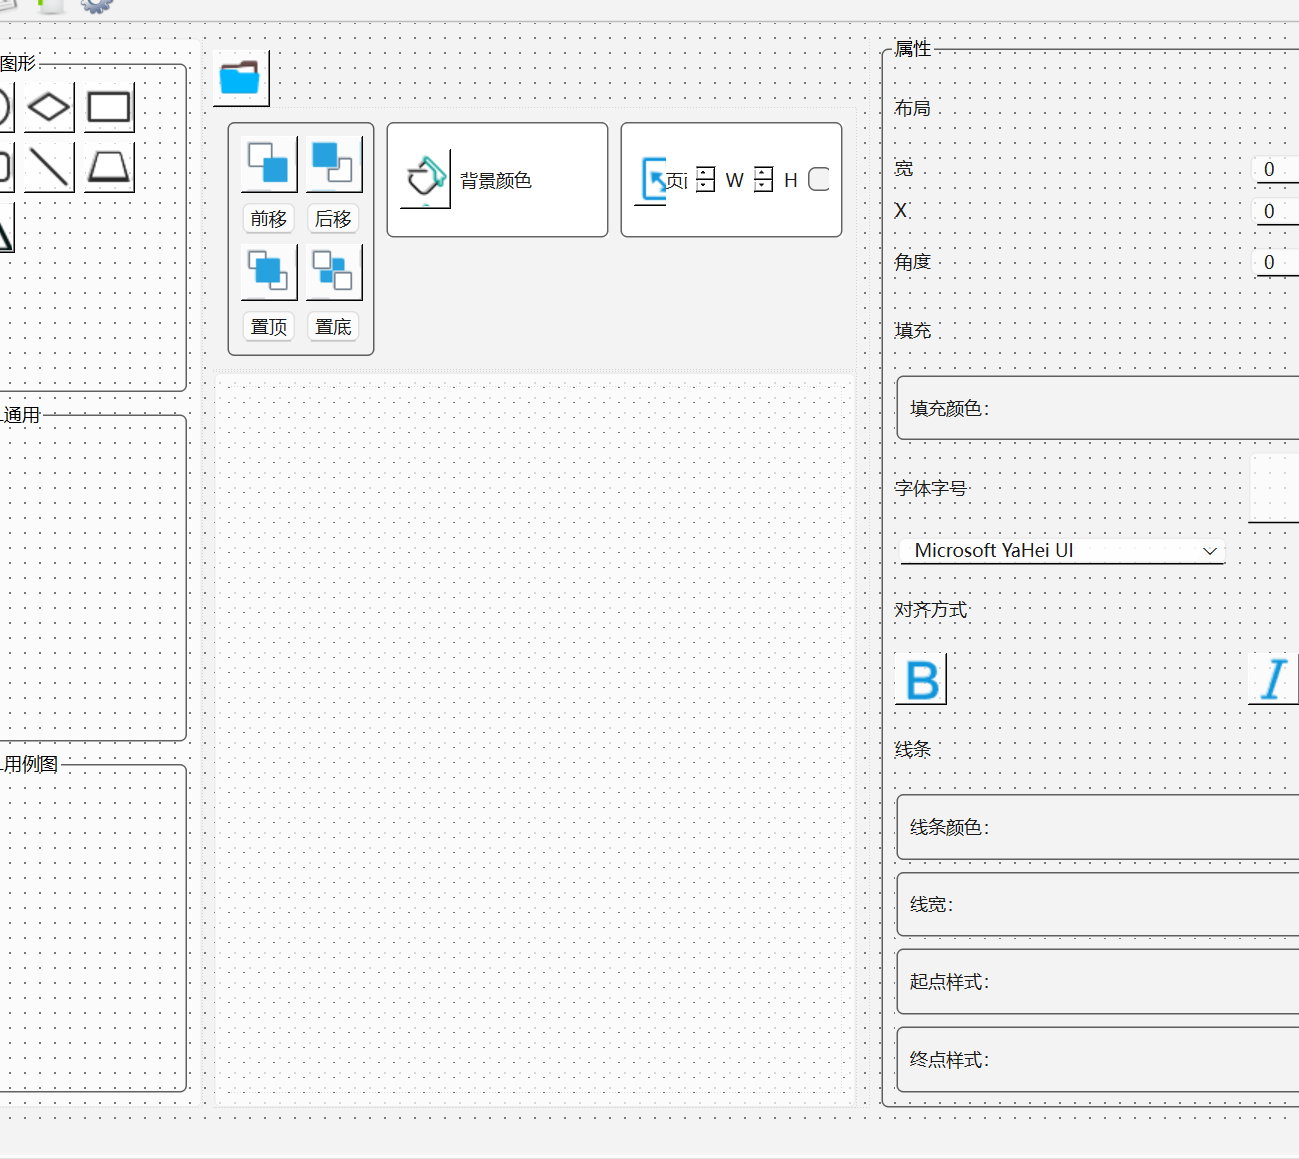 图形
通用
用例图
前移
后移
置顶
置底
背景颜色
W
H
属性
布局
宽
0
X
0
角度
0
填充
填充颜色：
字体字号
Microsoft YaHei UI
对齐方式
B
I
线条
线条颜色：
线宽：
起点样式：
终点样式：